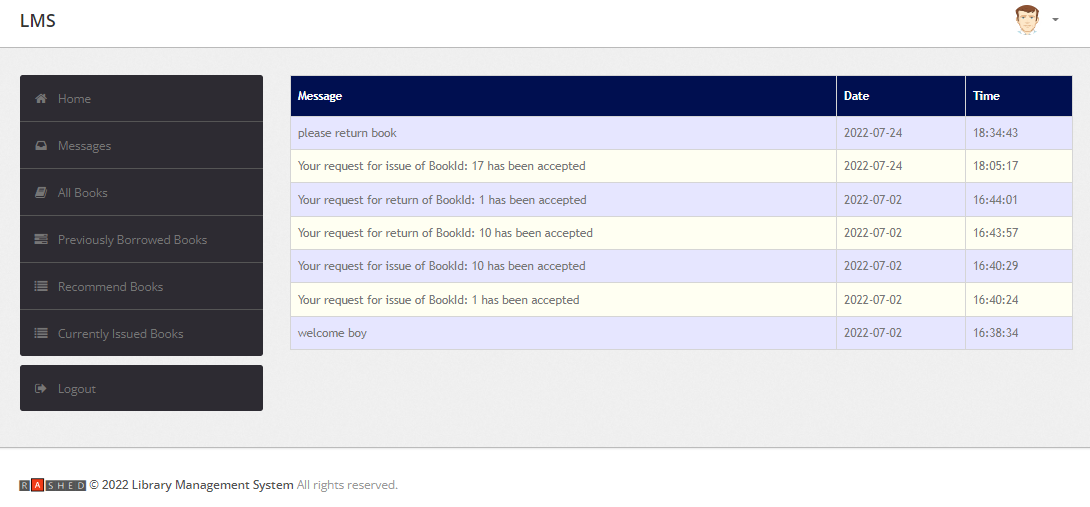 LMS
Home
Messages
All Books
Previously Borrowed Books
Recommend Books
Currently Issued Books
Logout
Message Date Time
please return book 2022-07-24 18:34:43
Your request for issue of BookId: 17 has been accepted 2022-07-24 18:05:17
Your request for return of BookId: 1 has been accepted 2022-07-02 16:44:01
Your request for return of BookId: 10 has been accepted 2022-07-02 16:43:57
Your request for issue of BookId: 10 has been accepted 2022-07-02 16:40:29
Your request for issue of BookId: 1 has been accepted 2022-07-02 16:40:24
welcome boy 2022-07-02 16:38:34
RASHED © 2022 Library Management System All rights reserved.